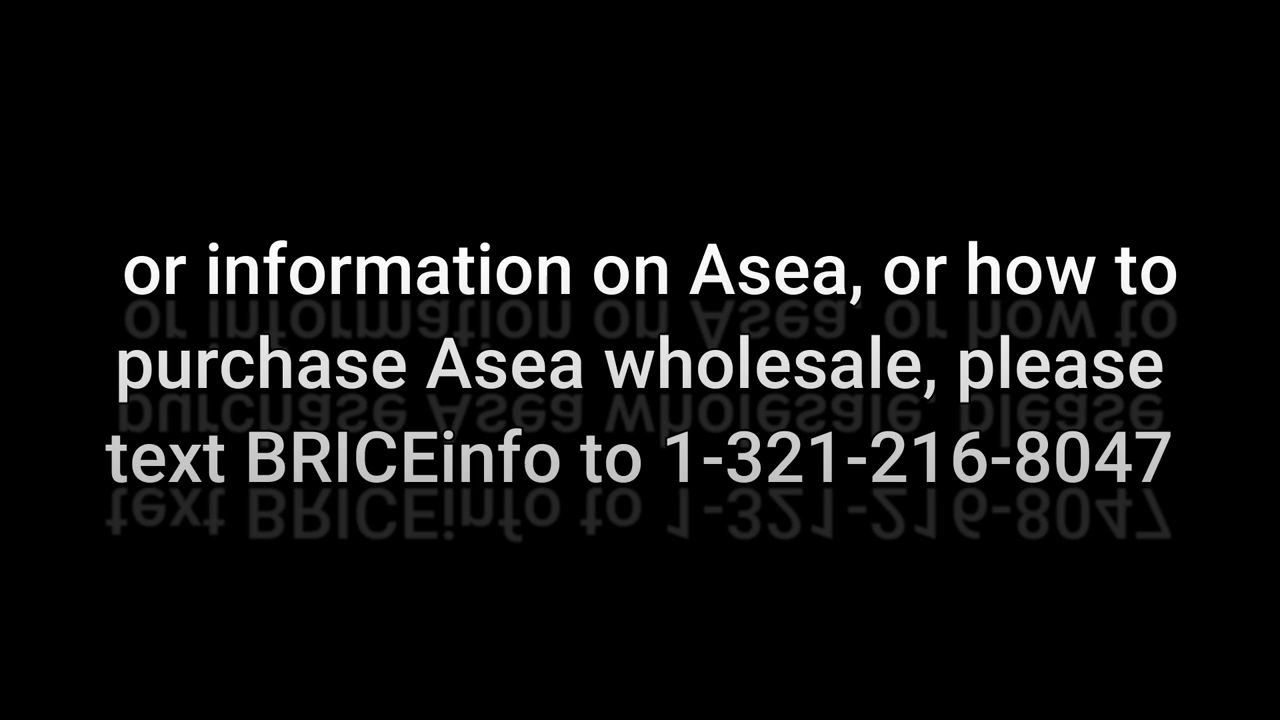 or information on Asea, or how to
purchase Asea wholesale, please
text BRICEinfo to 1-321-216-8047